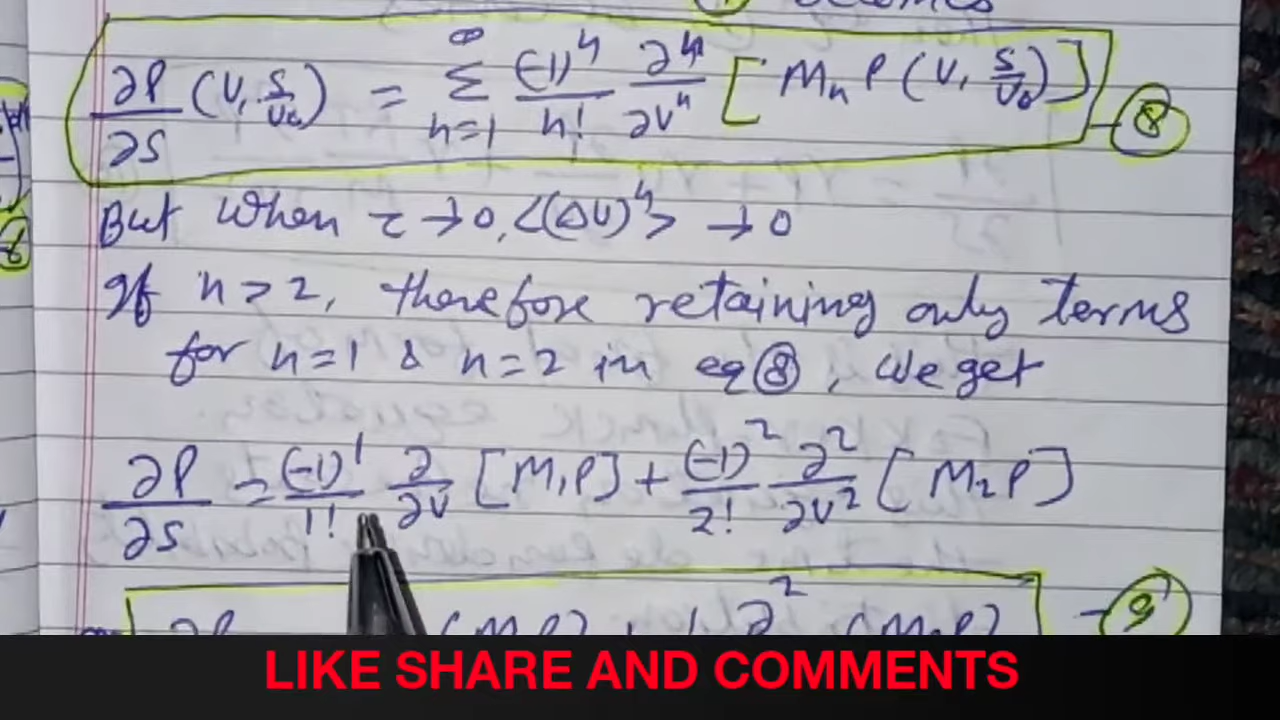 ∂P/∂s (v, s/v₀) = ∞ Σ n=1 (-1)ⁿ/n! ∂ⁿ/∂vⁿ [Mₙ P (v, s/v₀)] - ⑧
But when τ → 0, <(Δv)ⁿ> → 0
If n > 2, therefore retaining only terms
for n=1 & n=2 in eq ⑧, we get
∂P/∂s = (-1)¹/1! ∂/∂v [M₁P] + (-1)²/2! ∂²/∂v² [M₂P]
- ⑨
LIKE SHARE AND COMMENTS